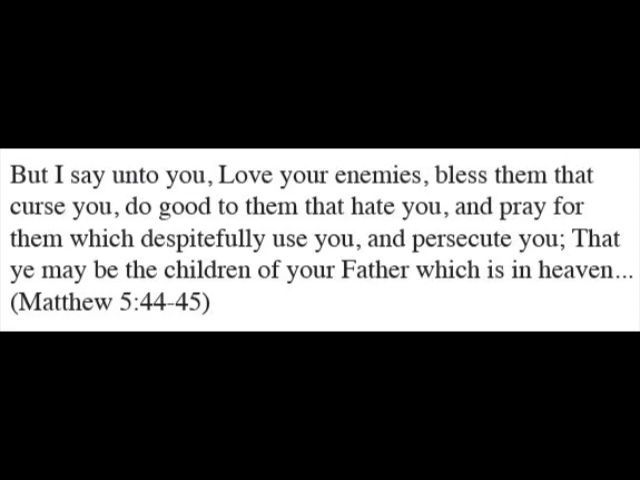 But I say unto you, Love your enemies, bless them that
curse you, do good to them that hate you, and pray for
them which despitefully use you, and persecute you; That
ye may be the children of your Father which is in heaven...
(Matthew 5:44-45)